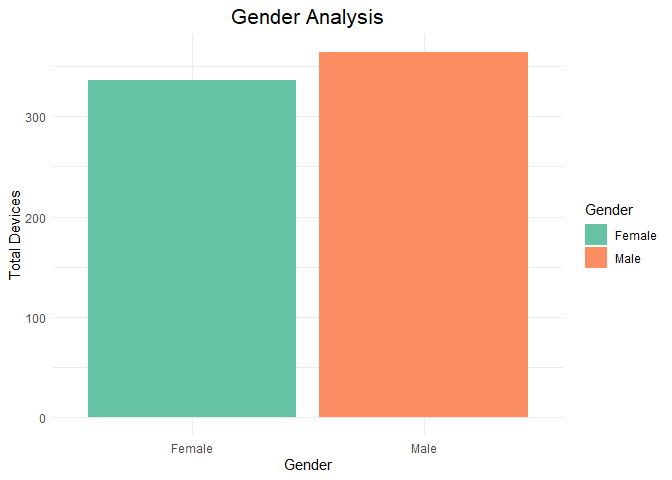 Gender Analysis
300
200
100
0
Total Devices
Female
Male
Gender
Gender
Female
Male